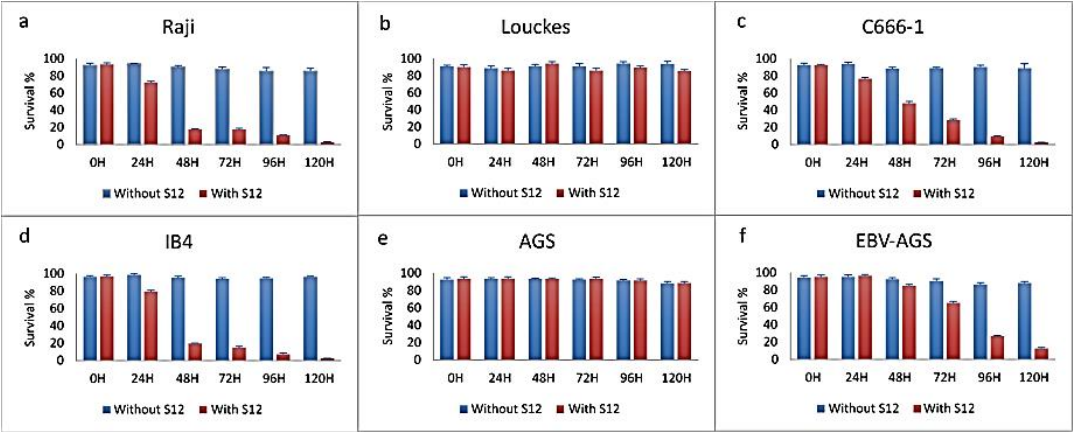 a
Raji
Survival %
100
80
60
40
20
0
0H 24H 48H 72H 96H 120H
Without S12 With S12
b
Louckes
Survival %
100
80
60
40
20
0
0H 24H 48H 72H 96H 120H
Without S12 With S12
c
C666-1
Survival %
100
80
60
40
20
0
0H 24H 48H 72H 96H 120H
Without S12 With S12
d
IB4
Survival %
100
80
60
40
20
0
0H 24H 48H 72H 96H 120H
Without S12 With S12
e
AGS
Survival %
100
80
60
40
20
0
0H 24H 48H 72H 96H 120H
Without S12 With S12
f
EBV-AGS
Survival %
100
80
60
40
20
0
0H 24H 48H 72H 96H 120H
Without S12 With S12